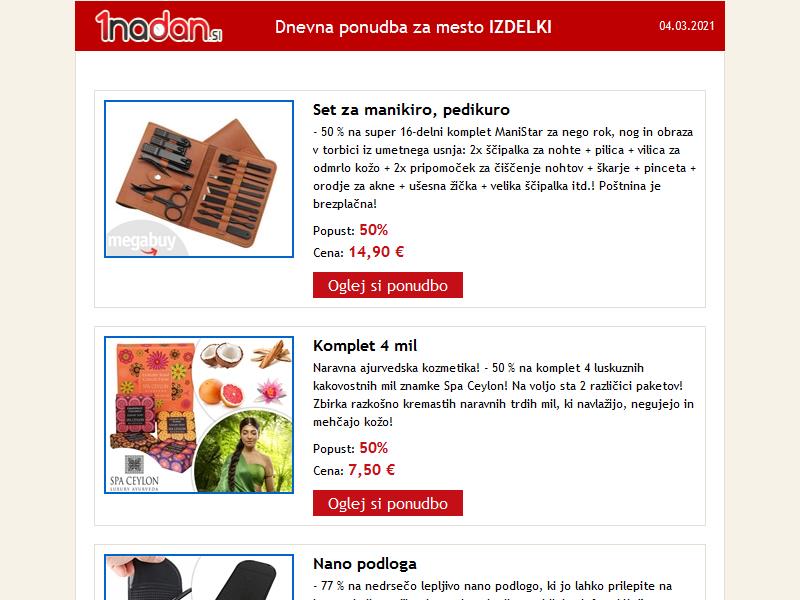 1nadan.si
Dnevna ponudba za mesto IZDELKI
04.03.2021
Set za manikiro, pedikuro
- 50 % na super 16-delni komplet ManiStar za nego rok, nog in obraza
v torbici iz umetnega usnja: 2x ščipalka za nohte + pilica + vilica za
odmrlo kožo + 2x pripomoček za čiščenje nohtov + škarje + pinceta +
orodje za akne + ušesna žička + velika ščipalka itd.! Poštnina je
brezplačna!
megabuy
Popust: 50%
Cena: 14,90 €
Oglej si ponudbo
Komplet 4 mil
Naravna ajurvedska kozmetika! - 50 % na komplet 4 luskuznih
kakovostnih mil znamke Spa Ceylon! Na voljo sta 2 različici paketov!
Zbirka razkošno kremastih naravnih trdih mil, ki navlažijo, negujejo in
mehčajo kožo!
SPA CEYLON
LUXURY AYURVEDA
Popust: 50%
Cena: 7,50 €
Oglej si ponudbo
Nano podloga
- 77 % na nedrsečo lepljivo nano podlogo, ki jo lahko prilepite na